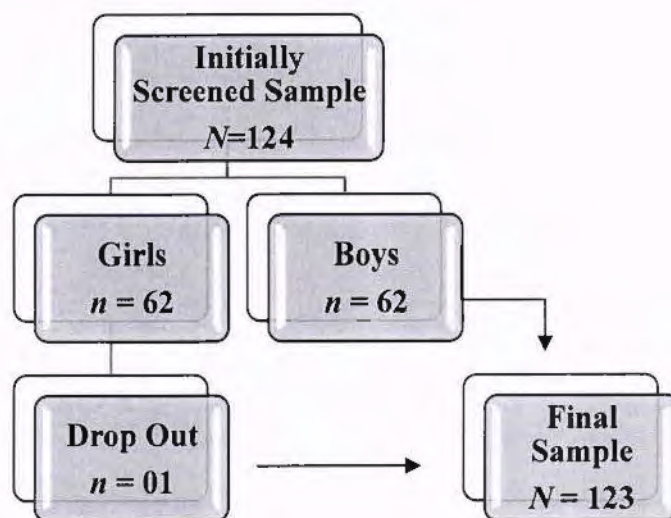 Initially
Screened Sample
N=124
Girls
n = 62
Boys
n = 62
Drop Out
n = 01
Final
Sample
N = 123